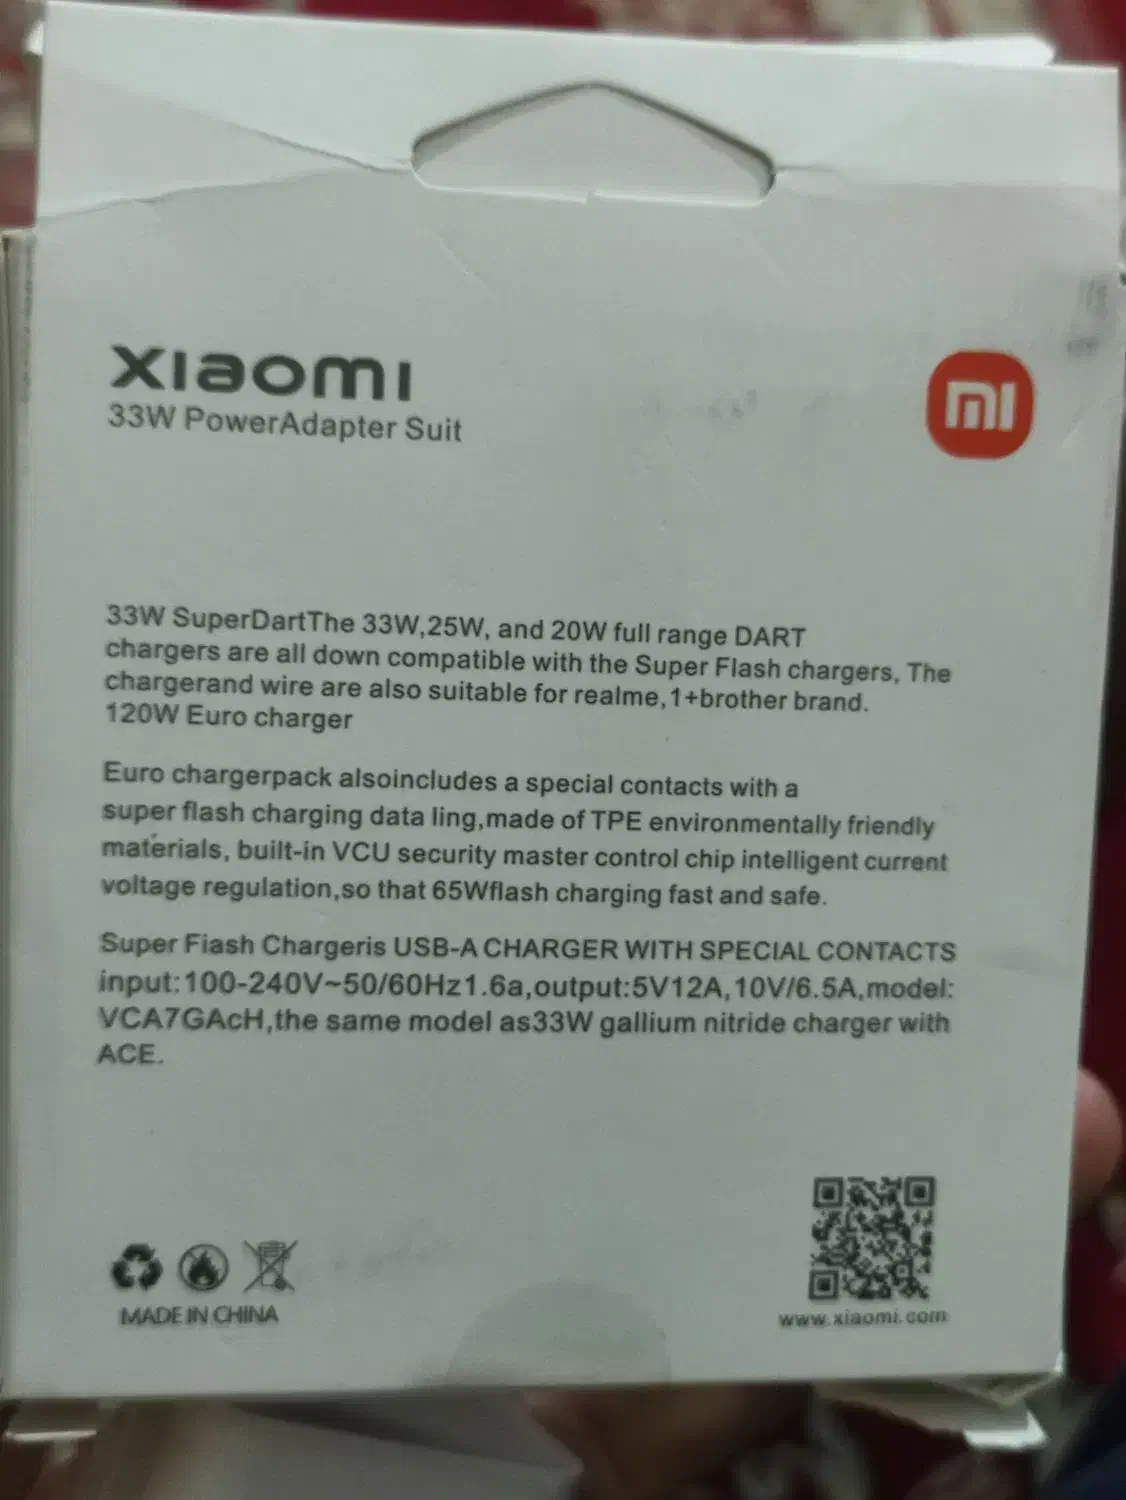 xiaomi
33W PowerAdapter Suit
mi
33W SuperDartThe 33W,25W, and 20W full range DART
chargers are all down compatible with the Super Flash chargers, The
chargerand wire are also suitable for realme,1+brother brand.
120W Euro charger
Euro chargerpack alsoincludes a special contacts with a
super flash charging data ling,made of TPE environmentally friendly
materials, built-in VCU security master control chip intelligent current
voltage regulation,so that 65Wflash charging fast and safe.
Super Fiash Chargeris USB-A CHARGER WITH SPECIAL CONTACTS
input:100-240V~50/60Hz1.6a,output:5V12A,10V/6.5A,model:
VCA7GAcH,the same model as33W gallium nitride charger with
ACE.
MADE IN CHINA
www.xiaomi.com